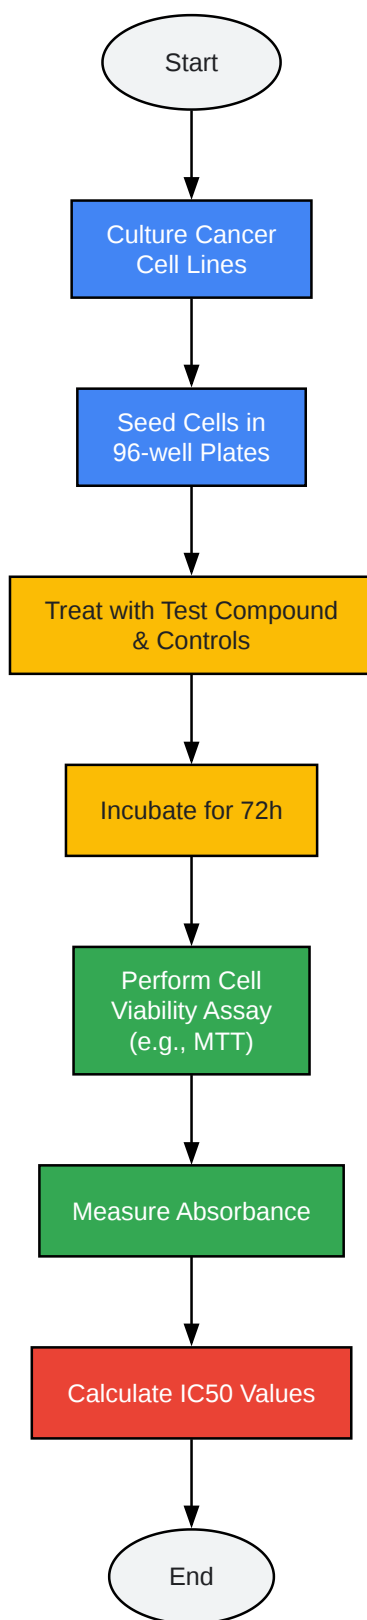 Start
Culture Cancer
Cell Lines
Seed Cells in
96-well Plates
Treat with Test Compound
& Controls
Incubate for 72h
Perform Cell
Viability Assay
(e.g., MTT)
Measure Absorbance
Calculate IC50 Values
End